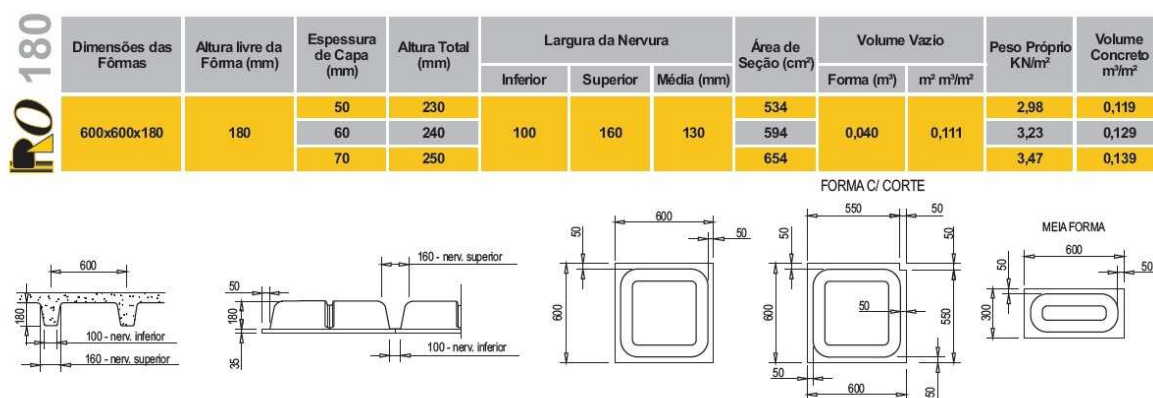 RO 180
Dimensões das Fôrmas
Altura livre da Fôrma (mm)
Espessura de Capa (mm)
Altura Total (mm)
Largura da Nervura
Inferior Superior Média (mm)
Área de Seção (cm²)
Volume Vazio
Forma (m³) m² m³/m²
Peso Próprio KN/m²
Volume Concreto m³/m²
50 230 534 2,98 0,119
600x600x180 180 60 240 100 160 130 594 0,040 0,111 3,23 0,129
70 250 654 3,47 0,139
600
180
100 - nerv. inferior
160 - nerv. superior
160 - nerv. superior
50
180
35
100 - nerv. inferior
600
50
50
600
FORMA C/ CORTE
550 50
50
50
600
550
50
50
600
50
MEIA FORMA
600
50
50
300